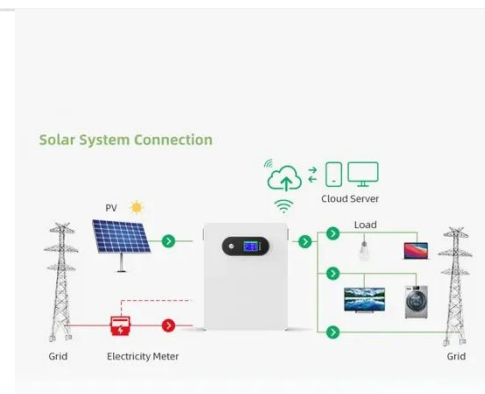 Solar System Connection
Cloud Server
PV
Load
Grid
Electricity Meter
Grid